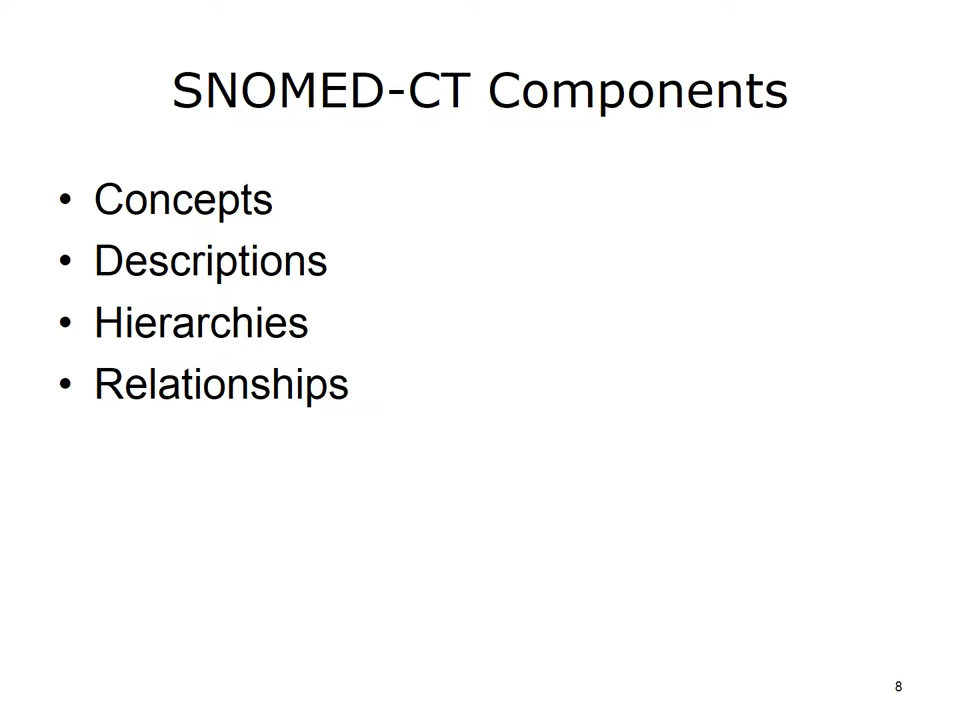 SNOMED-CT Components
• Concepts
• Descriptions
• Hierarchies
• Relationships
8